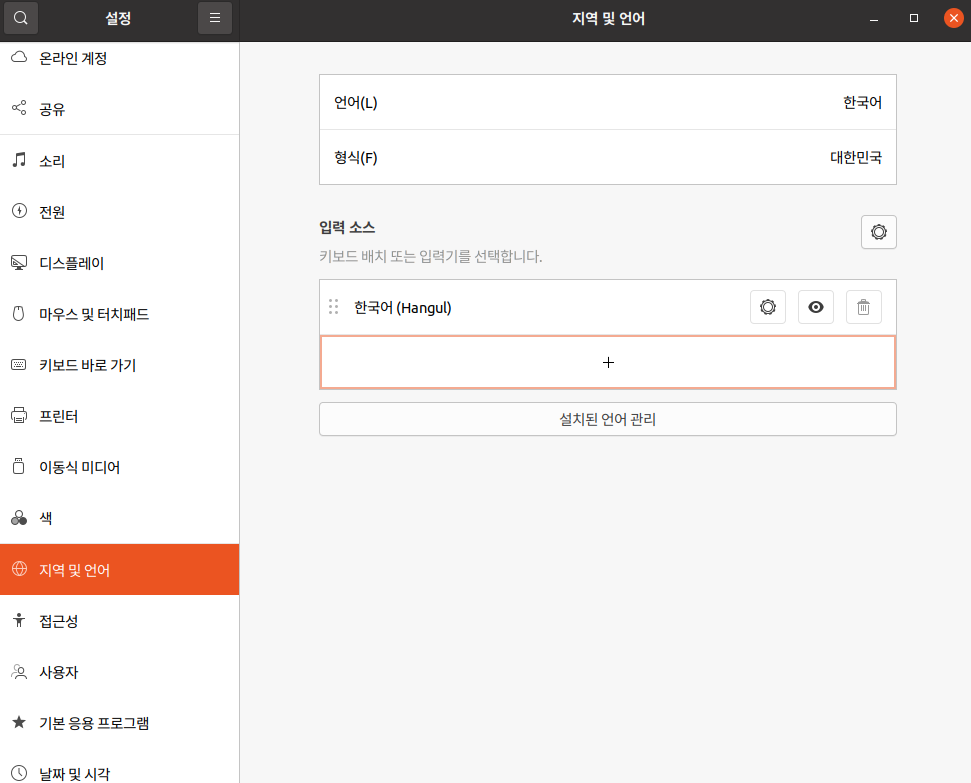 설정
지역 및 언어
온라인 계정
공유
소리
전원
디스플레이
마우스 및 터치패드
키보드 바로 가기
프린터
이동식 미디어
색
지역 및 언어
접근성
사용자
기본 응용 프로그램
날짜 및 시각
언어(L) 한국어
형식(F) 대한민국
입력 소스
키보드 배치 또는 입력기를 선택합니다.
한국어 (Hangul)
+
설치된 언어 관리